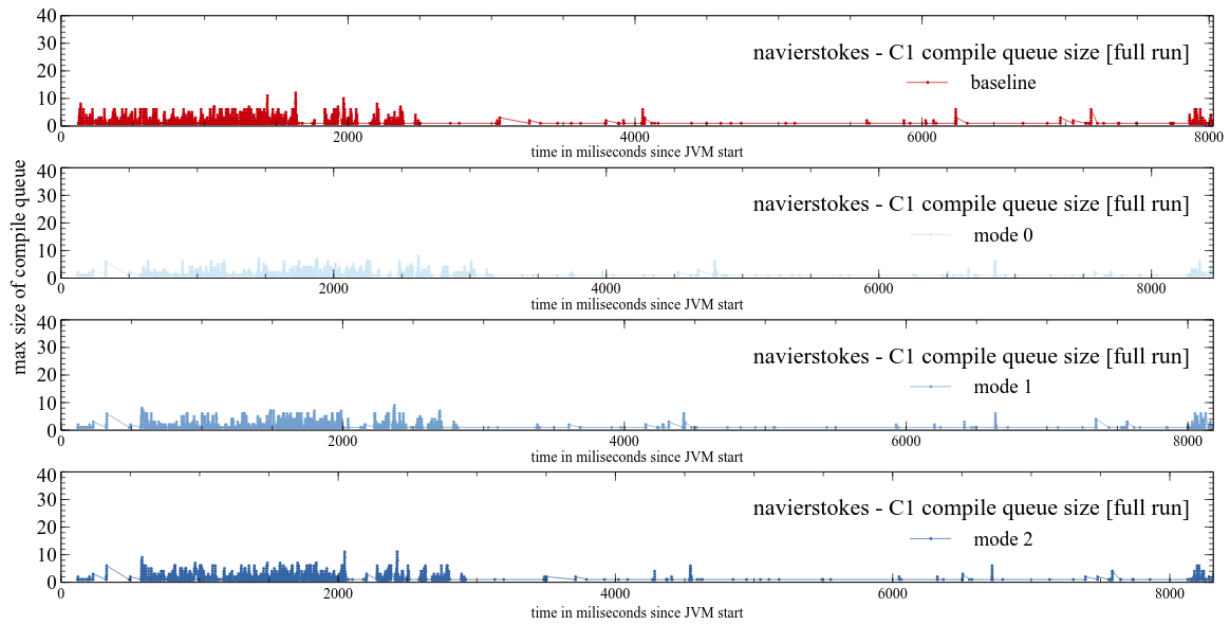 max size of compile queue
40
30
20
10
0
navierstokes - C1 compile queue size [full run]
baseline
0 2000 4000 6000 8000
time in miliseconds since JVM start
40
30
20
10
0
navierstokes - C1 compile queue size [full run]
mode 0
0 2000 4000 6000 8000
time in miliseconds since JVM start
40
30
20
10
0
navierstokes - C1 compile queue size [full run]
mode 1
0 2000 4000 6000 8000
time in miliseconds since JVM start
40
30
20
10
0
navierstokes - C1 compile queue size [full run]
mode 2
0 2000 4000 6000 8000
time in miliseconds since JVM start